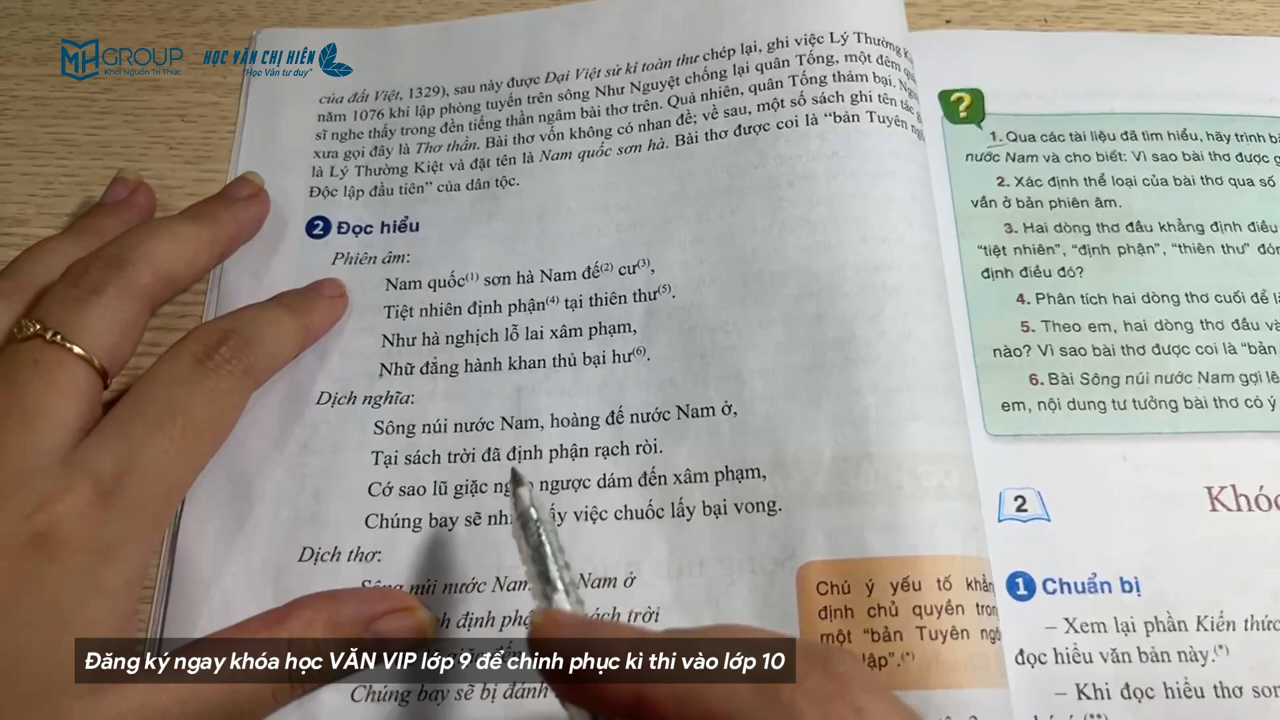 MH GROUP
Khơi Nguồn Tri Thức
HỌC VĂN CHỊ HIÊN
"Học Văn tư duy"
của đất Việt, 1329), sau này được Đại Việt sử kí toàn thư chép lại, ghi việc Lý Thường
năm 1076 khi lập phòng tuyến trên sông Như Nguyệt chống lại quân Tống, một đêm
sĩ nghe thấy trong đền tiếng thần ngâm bài thơ trên. Quả nhiên, quân Tống thảm bại.
xưa gọi đây là Thơ thần. Bài thơ vốn không có nhan đề; về sau, một số sách ghi tên tác
là Lý Thường Kiệt và đặt tên là Nam quốc sơn hà. Bài thơ được coi là "bản Tuyên
Độc lập đầu tiên" của dân tộc.
2 Đọc hiểu
Phiên âm:
Nam quốc(1) sơn hà Nam đế(2) cư(3),
Tiệt nhiên định phận(4) tại thiên thư(5).
Như hà nghịch lỗ lai xâm phạm,
Nhữ đẳng hành khan thủ bại hư(6).
Dịch nghĩa:
Sông núi nước Nam, hoàng đế nước Nam ở,
Tại sách trời đã định phận rạch ròi.
Cớ sao lũ giặc ngược dám đến xâm phạm,
Chúng bay sẽ việc chuốc lấy bại vong.
Dịch thơ:
Sông núi nước Nam Nam ở
định trời
Chúng bay sẽ bị đánh
?
1. Qua các tài liệu đã tìm hiểu, hãy trình
nước Nam và cho biết: Vì sao bài thơ được
2. Xác định thể loại của bài thơ qua số
vần ở bản phiên âm.
3. Hai dòng thơ đầu khẳng định điều
"tiệt nhiên", "định phận", "thiên thư"
định điều đó?
4. Phân tích hai dòng thơ cuối để
5. Theo em, hai dòng thơ đầu
nào? Vì sao bài thơ được coi là "bản
6. Bài Sông núi nước Nam gợi
em, nội dung tư tưởng bài thơ có ý
2
1 Chuẩn bị
– Xem lại phần Kiến thức
đọc hiểu văn bản này.(*)
– Khi đọc hiểu thơ
Chú ý yếu tố
định chủ quyền
một "bản Tuyên
lập".(*)
Đăng ký ngay khóa học VĂN VIP lớp 9 để chinh phục kì thi vào lớp 10